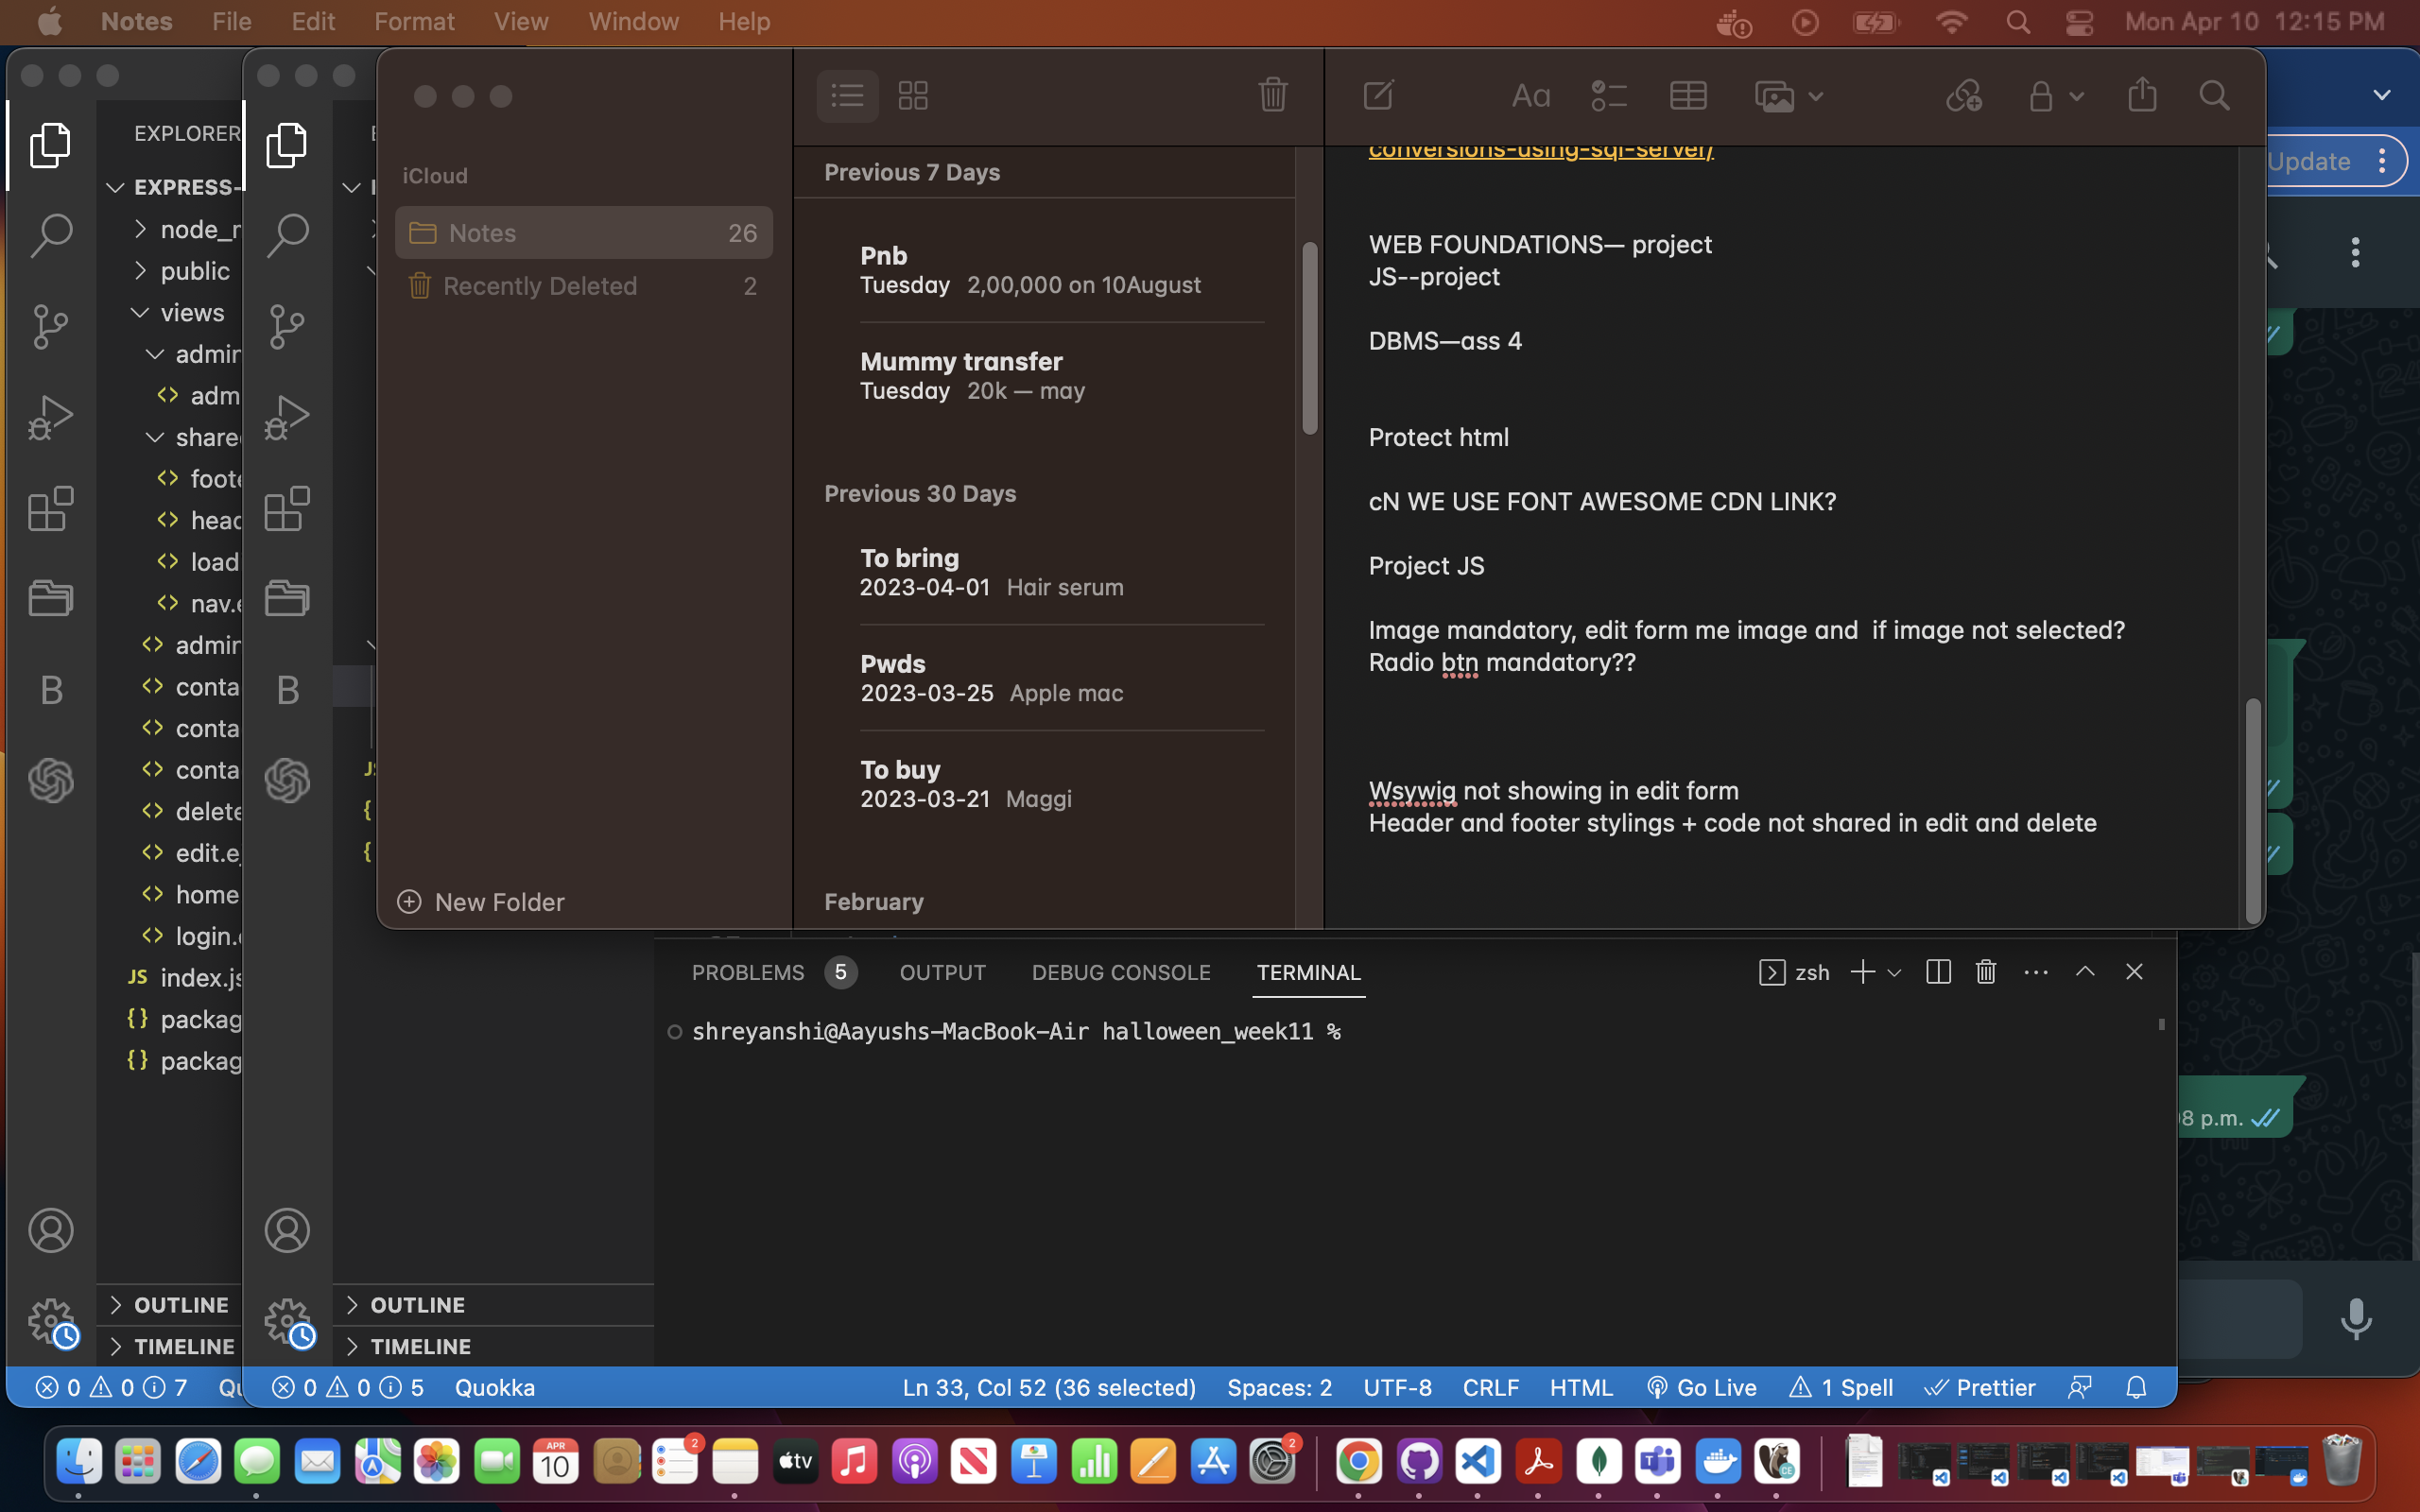 Notes File Edit Format View Window Help Mon Apr 10 12:15 PM
EXPLORER
EXPRESS-
node_r
public
views
admin
adm
share
foote
head
load
nav.e
admin
conta
conta
conta
delete
edit.e
home
login.
JS index.js
{} packag
{} packag
OUTLINE
TIMELINE
0 0 7 Qu
B
B
iCloud
Notes 26
Recently Deleted 2
New Folder
Previous 7 Days
Pnb
Tuesday 2,00,000 on 10August
Mummy transfer
Tuesday 20k — may
Previous 30 Days
To bring
2023-04-01 Hair serum
Pwds
2023-03-25 Apple mac
To buy
2023-03-21 Maggi
February
Aa
conversions-using-sql-server/
WEB FOUNDATIONS— project
JS--project
DBMS—ass 4
Protect html
cN WE USE FONT AWESOME CDN LINK?
Project JS
Image mandatory, edit form me image and  if image not selected?
Radio btn mandatory??
Wsywig not showing in edit form
Header and footer stylings + code not shared in edit and delete
Update
8 p.m.
PROBLEMS 5 OUTPUT DEBUG CONSOLE TERMINAL zsh
shreyanshi@Aayushs-MacBook-Air halloween_week11 %
OUTLINE
TIMELINE
0 0 5 Quokka Ln 33, Col 52 (36 selected) Spaces: 2 UTF-8 CRLF HTML Go Live 1 Spell Prettier
APR
10
2
tv
2
CE